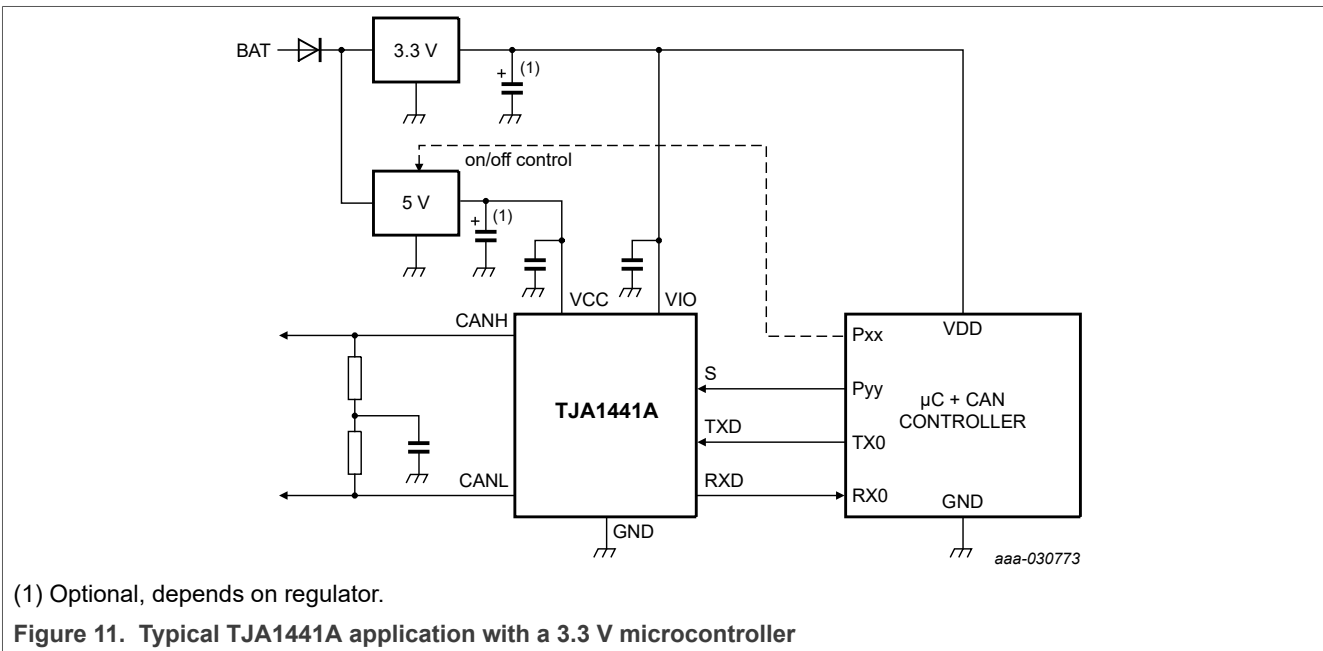 BAT
3.3 V
+ (1)
on/off control
5 V
+ (1)
VCC
VIO
CANH
Pxx
VDD
S
Pyy
µC + CAN
CONTROLLER
TJA1441A
TXD
TX0
CANL
RXD
RX0
GND
GND
aaa-030773
(1) Optional, depends on regulator.
Figure 11. Typical TJA1441A application with a 3.3 V microcontroller